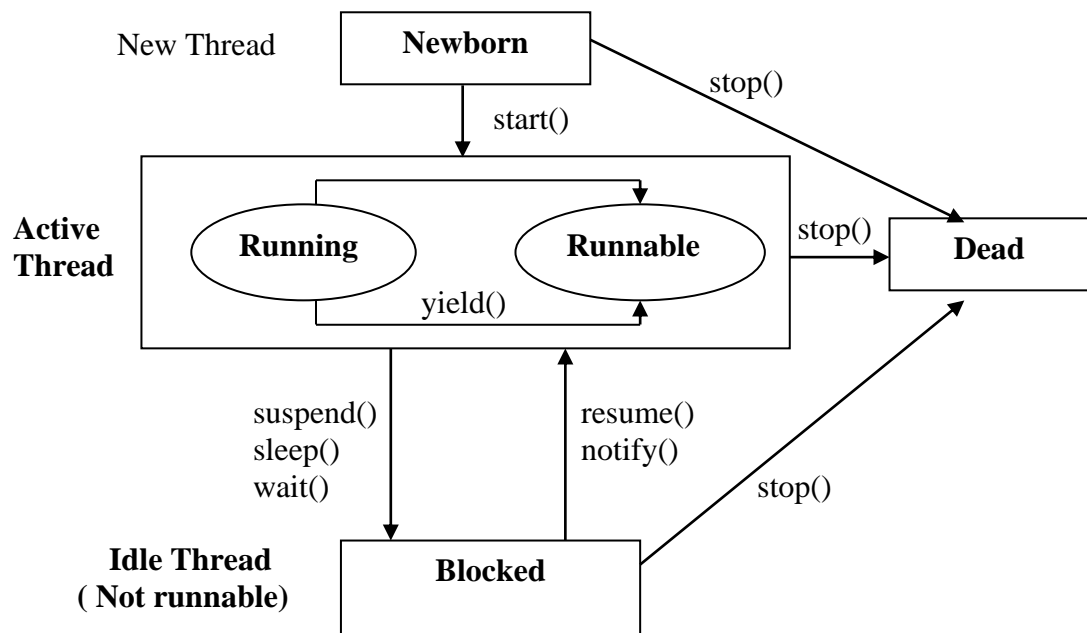 New Thread
Newborn
stop()
start()
Active
Thread
Running
Runnable
stop()
Dead
yield()
suspend()
sleep()
wait()
resume()
notify()
stop()
Idle Thread
( Not runnable)
Blocked